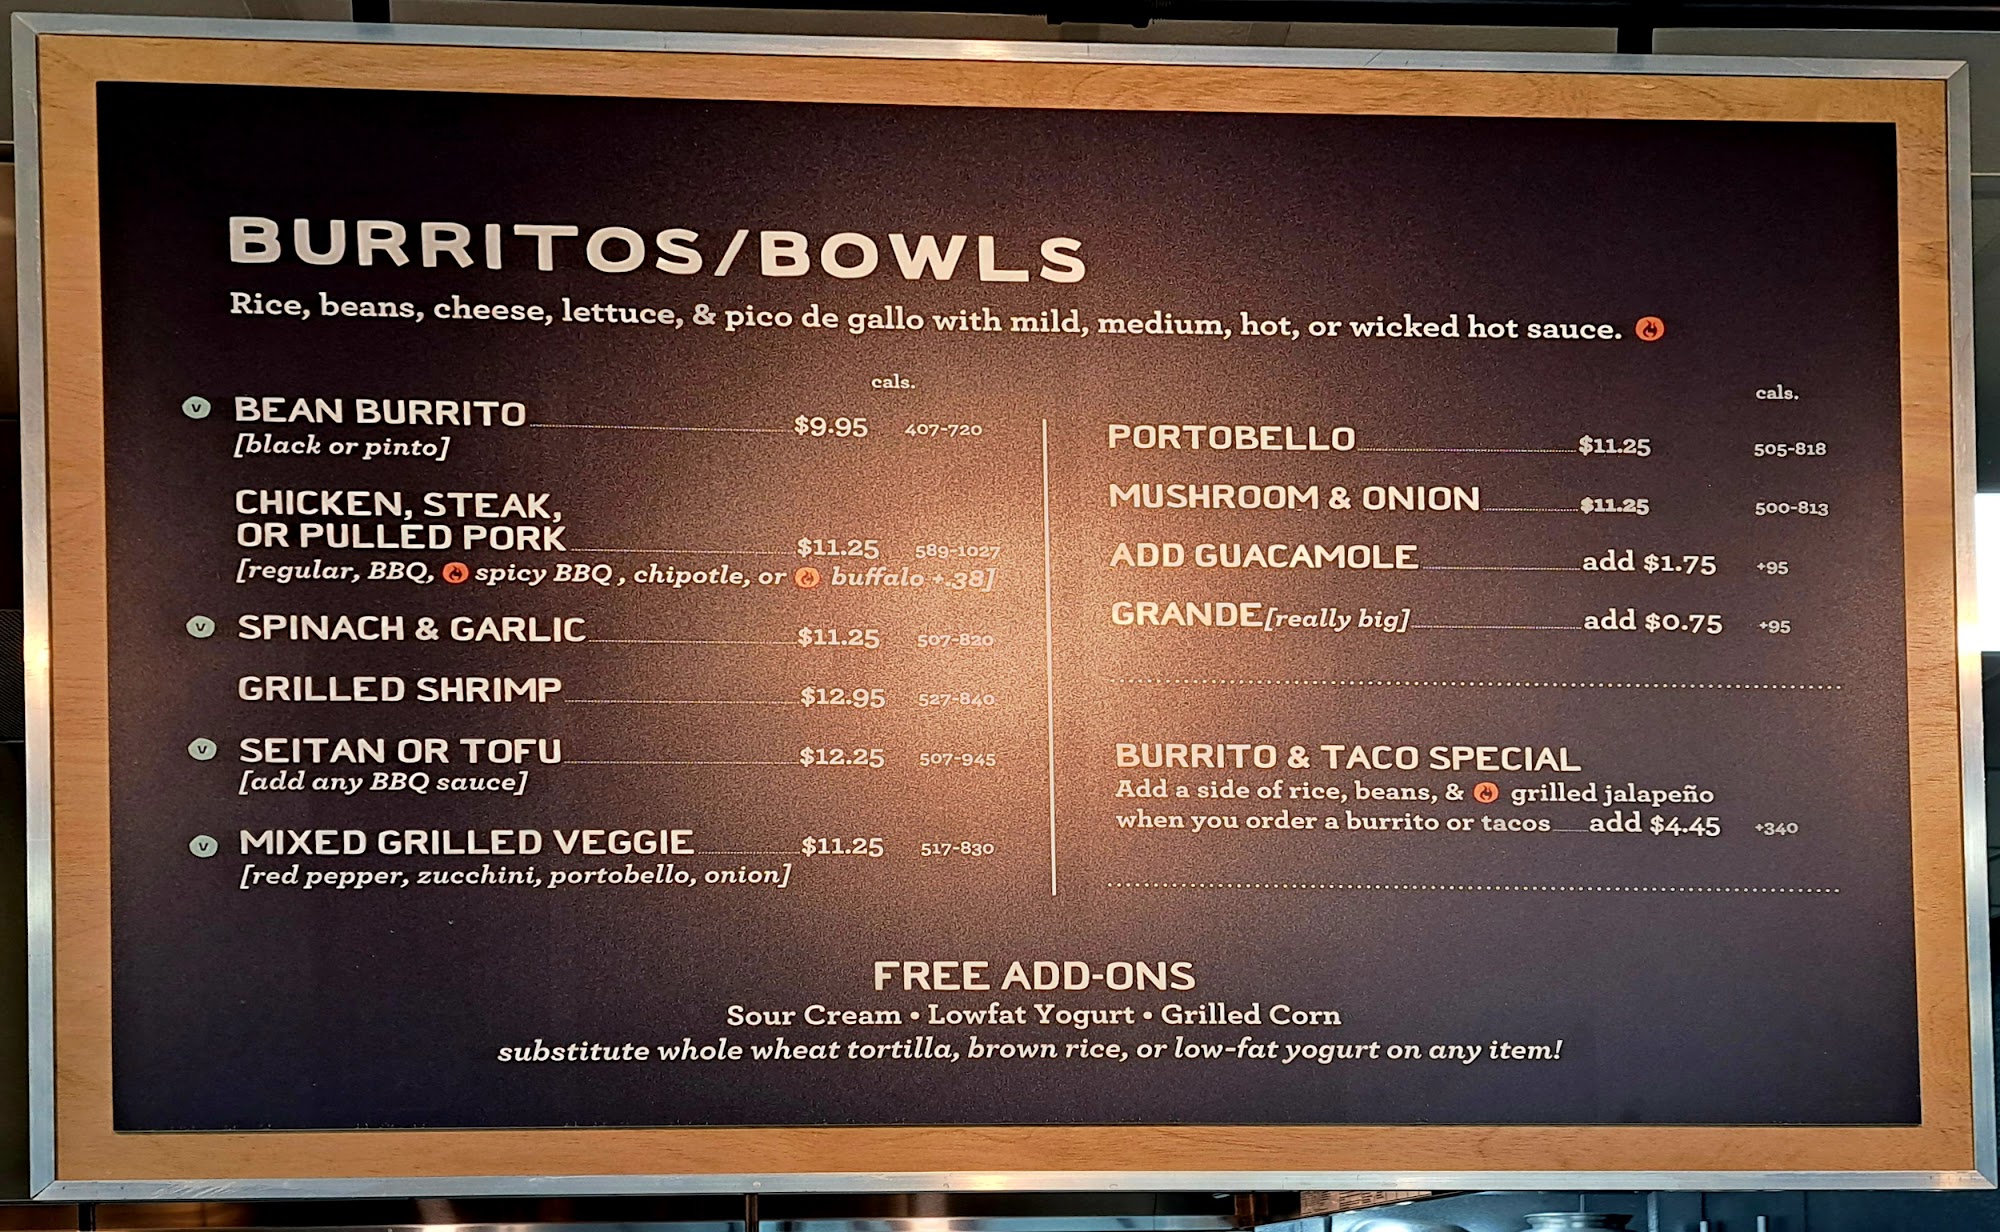 BURRITOS/BOWLS
Rice, beans, cheese, lettuce, & pico de gallo with mild, medium, hot, or wicked hot sauce.
cals.
V BEAN BURRITO $9.95 407-720
[black or pinto]
CHICKEN, STEAK,
OR PULLED PORK $11.25 589-1027
[regular, BBQ, spicy BBQ, chipotle, or buffalo +.38]
V SPINACH & GARLIC $11.25 507-820
GRILLED SHRIMP $12.95 527-840
V SEITAN OR TOFU $12.25 507-945
[add any BBQ sauce]
V MIXED GRILLED VEGGIE $11.25 517-830
[red pepper, zucchini, portobello, onion]
cals.
PORTOBELLO $11.25 505-818
MUSHROOM & ONION $11.25 500-813
ADD GUACAMOLE add $1.75 +95
GRANDE [really big] add $0.75 +95
BURRITO & TACO SPECIAL
Add a side of rice, beans, & grilled jalapeño
when you order a burrito or tacos add $4.45 +340
FREE ADD-ONS
Sour Cream • Lowfat Yogurt • Grilled Corn
substitute whole wheat tortilla, brown rice, or low-fat yogurt on any item!